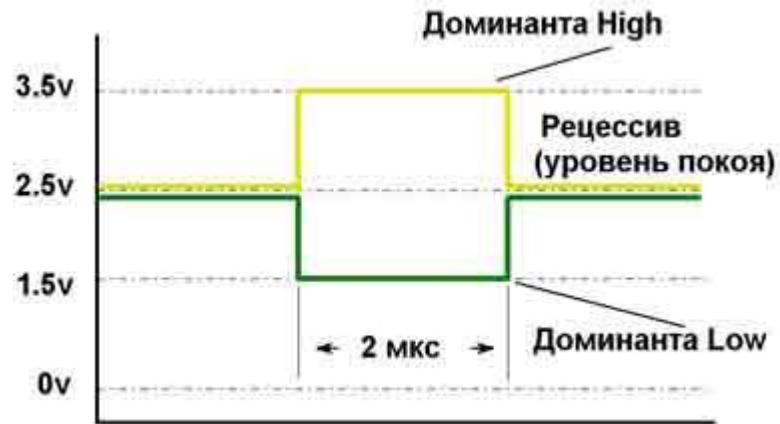 Доминанта High
3.5v
Рецессив
(уровень покоя)
2.5v
1.5v
2 мкс
Доминанта Low
0v